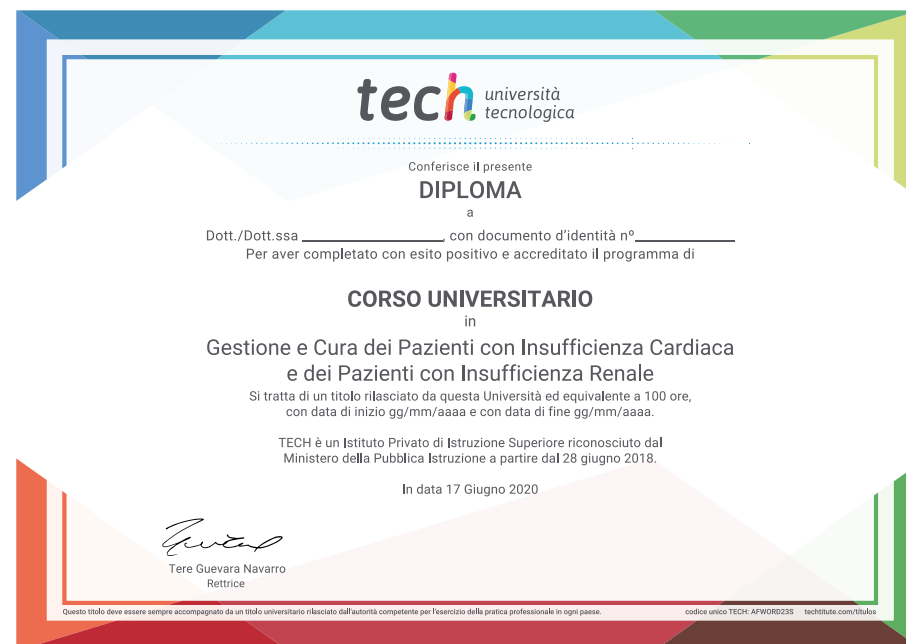 tech università
tecnologica
Conferisce il presente
DIPLOMA
a
Dott./Dott.ssa ____________________, con documento d'identità nº______________
Per aver completato con esito positivo e accreditato il programma di
CORSO UNIVERSITARIO
in
Gestione e Cura dei Pazienti con Insufficienza Cardiaca
e dei Pazienti con Insufficienza Renale
Si tratta di un titolo rilasciato da questa Università ed equivalente a 100 ore,
con data di inizio gg/mm/aaaa e con data di fine gg/mm/aaaa.
TECH è un Istituto Privato di Istruzione Superiore riconosciuto dal
Ministero della Pubblica Istruzione a partire dal 28 giugno 2018.
In data 17 Giugno 2020
Tere Guevara Navarro
Rettrice
Questo titolo deve essere sempre accompagnato da un titolo universitario rilasciato dall'autorità competente per l'esercizio della pratica professionale in ogni paese. codice unico TECH: AFWORD23S techtitute.com/titulos